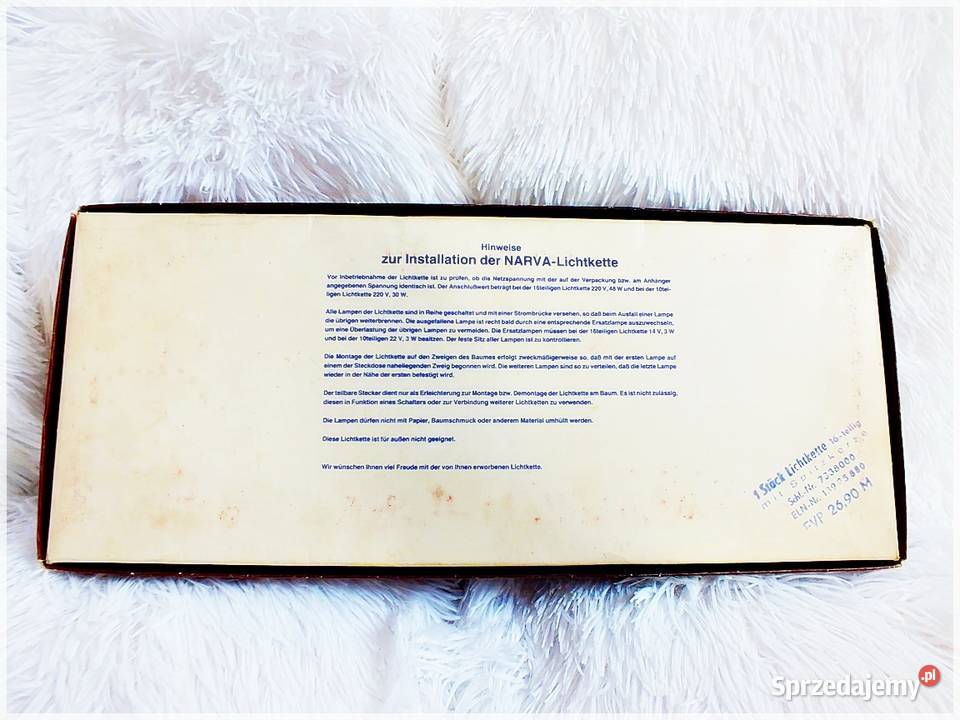 Hinweise
zur Installation der NARVA-Lichtkette
Vor Inbetriebnahme der Lichtkette ist zu prüfen, ob die Netzspannung mit der auf der Verpackung bzw. am Anhänger
angegebenen Spannung identisch ist. Der Anschlußwert beträgt bei der 16teiligen Lichtkette 220 V, 48 W und bei der 10tei-
ligen Lichtkette 220 V, 30 W.
Alle Lampen der Lichtkette sind in Reihe geschaltet und mit einer Strombrücke versehen, so daß beim Ausfall einer Lampe
die übrigen weiterbrennen. Die ausgefallene Lampe ist recht bald durch eine entsprechende Ersatzlampe auszuwechseln,
um eine Überlastung der übrigen Lampen zu vermeiden. Die Ersatzlampen müssen bei der 16teiligen Lichtkette 14 V, 3 W
und bei der 10teiligen 22 V, 3 W besitzen. Der feste Sitz aller Lampen ist zu kontrollieren.
Die Montage der Lichtkette auf den Zweigen des Baumes erfolgt zweckmäßigerweise so, daß mit der ersten Lampe auf
einem der Steckdose naheliegenden Zweig begonnen wird. Die weiteren Lampen sind so zu verteilen, daß die letzte Lampe
wieder in der Nähe der ersten befestigt wird.
Der teilbare Stecker dient nur als Erleichterung zur Montage bzw. Demontage der Lichtkette am Baum. Es ist nicht zulässig,
diesen in Funktion eines Schalters oder zur Verbindung weiterer Lichtketten zu verwenden.
Die Lampen dürfen nicht mit Papier, Baumschmuck oder anderem Material umhüllt werden.
Diese Lichtkette ist für außen nicht geeignet.
Wir wünschen Ihnen viel Freude mit der von Ihnen erworbenen Lichtkette.
1 Stück Lichtkette 16-teilig
mit Spitzkerze
Schl.-Nr. 7338000
ELN-Nr. 139 25 880
EVP 26,90 M
Sprzedajemy.pl